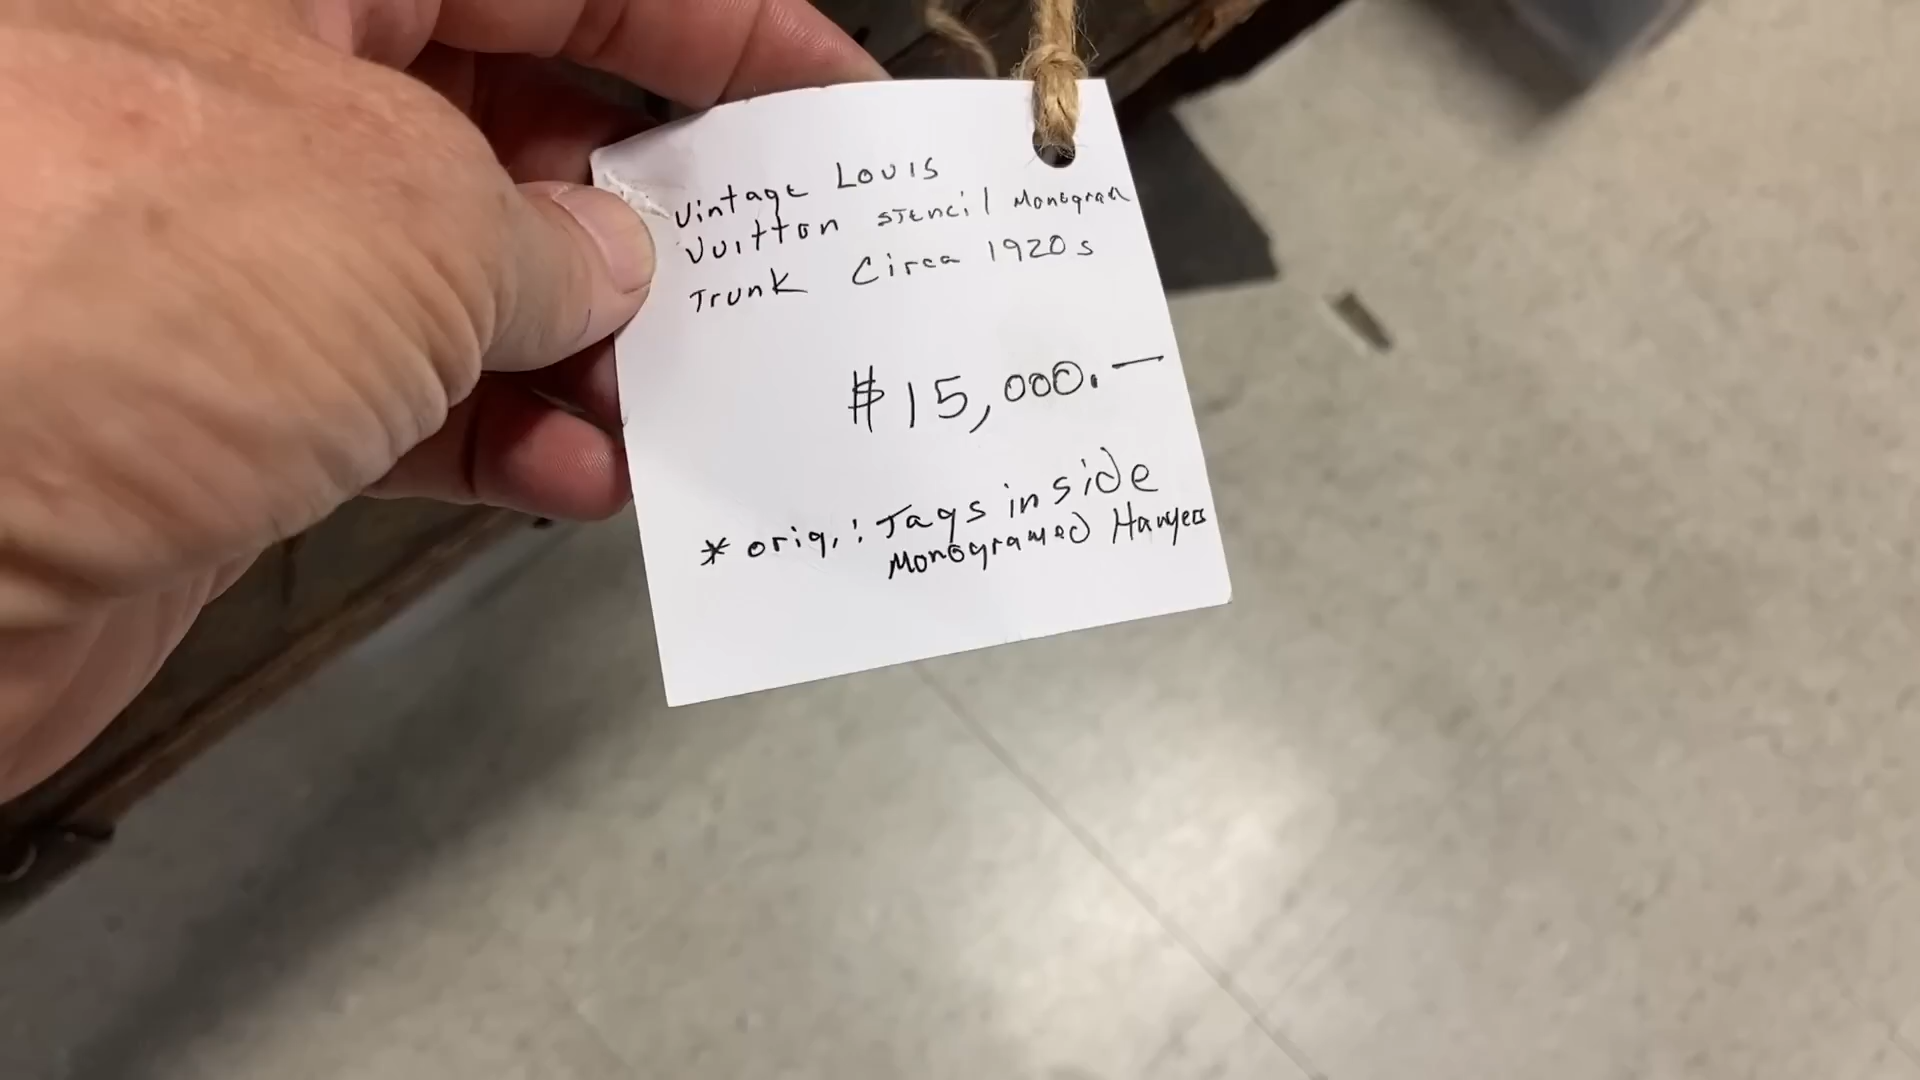 Vintage Louis
Vuitton stencil Monogram
Trunk Circa 1920s
$15,000.—
* orig.: Tags inside
Monogramed Hangers